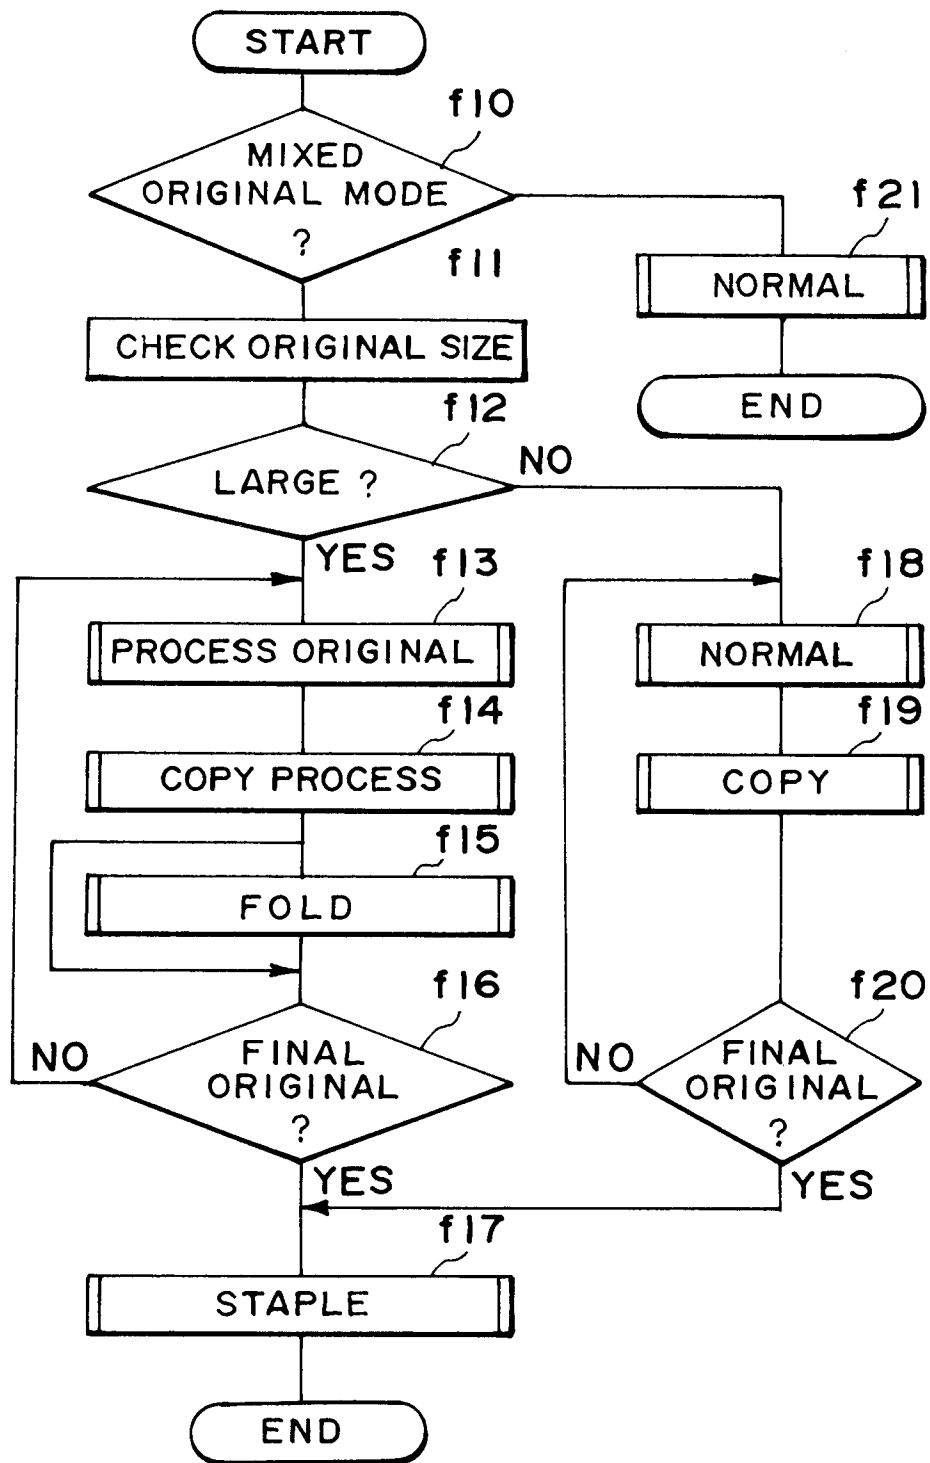 START
f10
MIXED
ORIGINAL MODE
?
f21
NORMAL
END
f11
CHECK ORIGINAL SIZE
f12
LARGE ?
NO
YES
f13
PROCESS ORIGINAL
f14
COPY PROCESS
f15
FOLD
f16
FINAL
ORIGINAL
?
NO
YES
f18
NORMAL
f19
COPY
f20
FINAL
ORIGINAL
?
NO
YES
f17
STAPLE
END